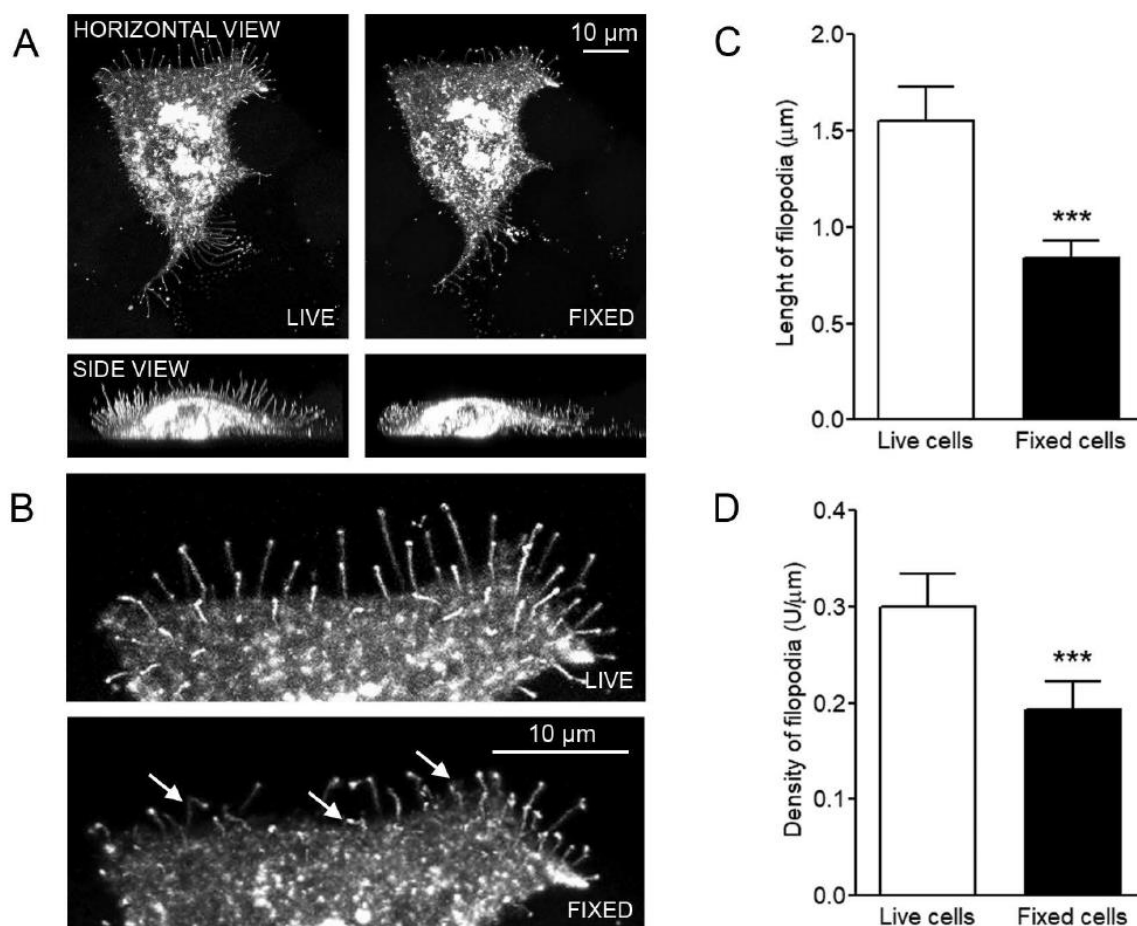 A
HORIZONTAL VIEW
10 µm
LIVE
FIXED
SIDE VIEW
B
LIVE
10 µm
FIXED
C
Lenght of filopodia (µm)
2.0
1.5
1.0
0.5
0.0
***
Live cells
Fixed cells
D
Density of filopodia (U/µm)
0.4
0.3
0.2
0.1
0.0
***
Live cells
Fixed cells